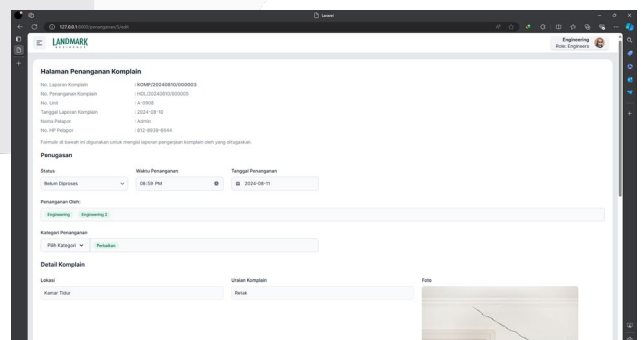 Laravel
127.0.0.1:8000/penanganan/5/edit
LANDMARK
RESIDENCE
Engineering
Role: Engineers
Halaman Penanganan Komplain
No. Laporan Komplain : KOMP/20240810/000003
No. Penanganan Komplain : HDL/20240810/000005
No. Unit : A-0908
Tanggal Laporan Komplain : 2024-08-10
Nama Pelapor : Admin
No. HP Pelapor : 812-8938-6044
Formulir di bawah ini digunakan untuk mengisi laporan pengerjaan komplain oleh yang ditugaskan.
Penugasan
Status Waktu Penanganan Tanggal Penanganan
Belum Diproses 08:59 PM 2024-08-11
Penanganan Oleh:
Engineering Engineering 2
Kategori Penanganan
Pilih Kategori Perbaikan
Detail Komplain
Lokasi Uraian Komplain Foto
Kamar Tidur Retak